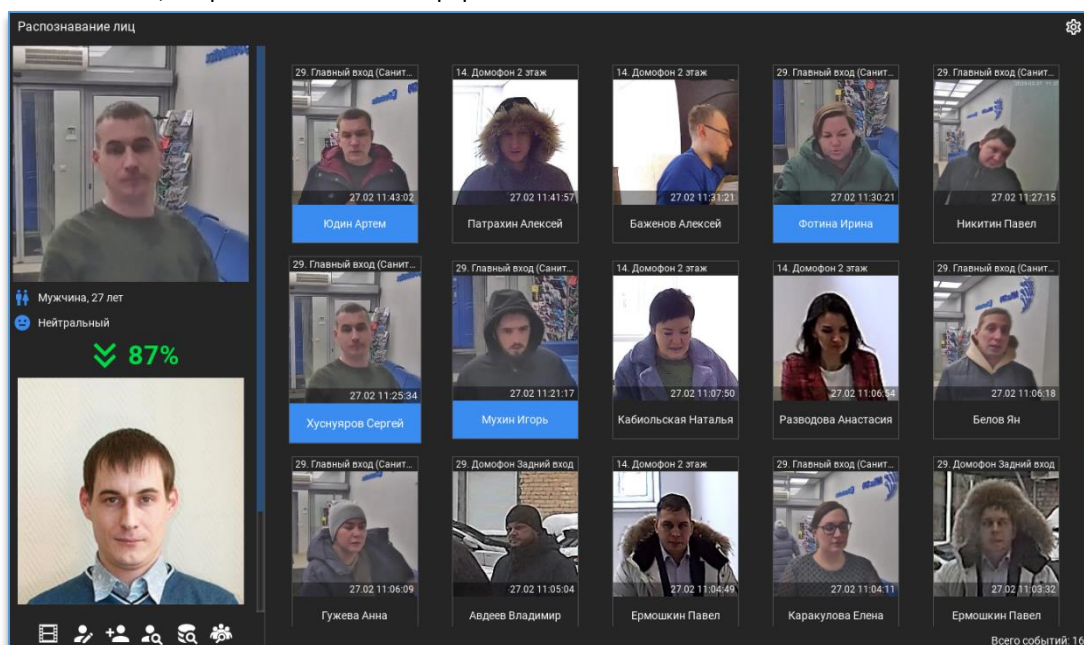 Распознавание лиц
Мужчина, 27 лет
Нейтральный
87%
29. Главный вход (Санит...
27.02 11:43:02
Юдин Артем
14. Домофон 2 этаж
27.02 11:41:57
Патрахин Алексей
14. Домофон 2 этаж
27.02 11:31:21
Баженов Алексей
29. Главный вход (Санит...
27.02 11:30:21
Фотина Ирина
29. Главный вход (Санит...
27.02 11:27:15
Никитин Павел
29. Главный вход (Санит...
27.02 11:25:34
Хуснуяров Сергей
29. Главный вход (Санит...
27.02 11:21:17
Мухин Игорь
14. Домофон 2 этаж
27.02 11:07:50
Кабиольская Наталья
14. Домофон 2 этаж
27.02 11:06:54
Разводова Анастасия
29. Главный вход (Санит...
27.02 11:06:18
Белов Ян
29. Главный вход (Санит...
27.02 11:06:09
Гужева Анна
29. Домофон Задний вход
27.02 11:05:04
Авдеев Владимир
14. Домофон 2 этаж
27.02 11:04:49
Ермошкин Павел
29. Главный вход (Санит...
27.02 11:04:11
Каракулова Елена
29. Домофон Задний вход
27.02 11:03:32
Ермошкин Павел
Всего событий: 16